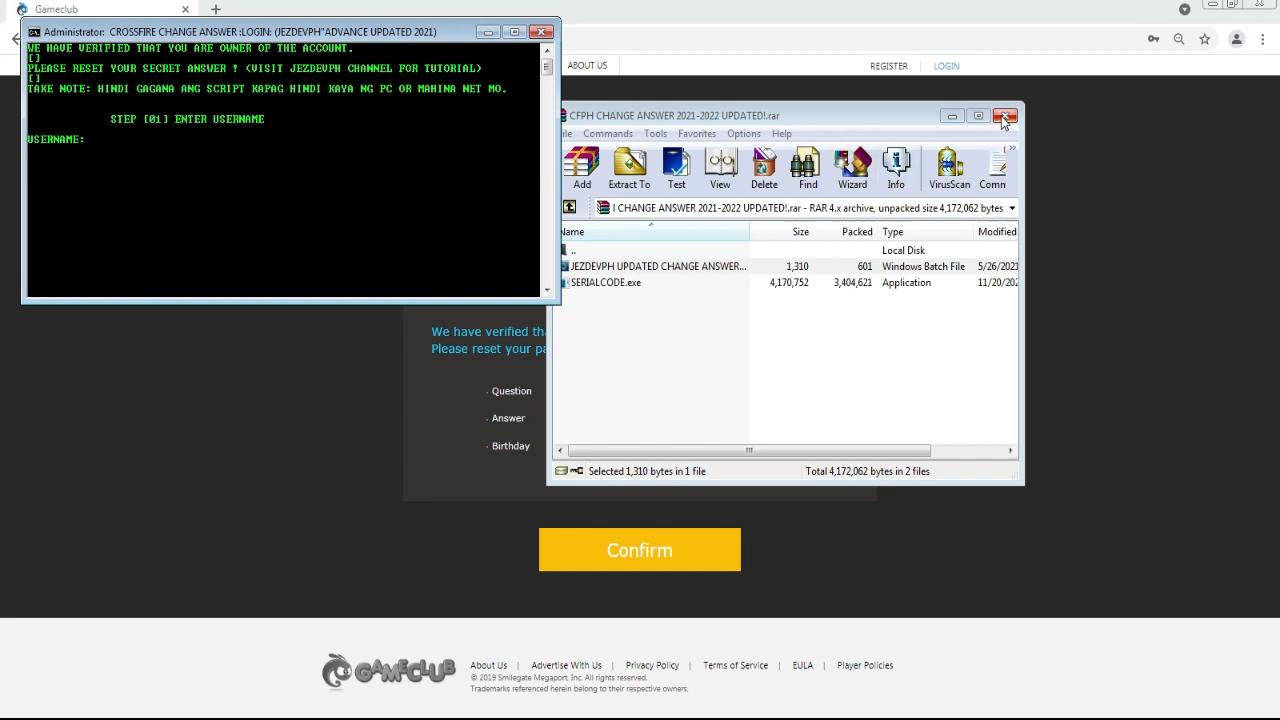 Gameclub
Administrator: CROSSFIRE CHANGE ANSWER :LOGIN: (JEZDEVPH"ADVANCE UPDATED 2021)
WE HAVE VERIFIED THAT YOU ARE OWNER OF THE ACCOUNT.
[]
PLEASE RESET YOUR SECRET ANSWER ! (VISIT JEZDEVPH CHANNEL FOR TUTORIAL)
[]
TAKE NOTE: HINDI GAGANA ANG SCRIPT KAPAG HINDI KAYA NG PC OR MAHINA NET MO.
STEP [01] ENTER USERNAME
USERNAME:
ABOUT US
REGISTER | LOGIN
CFPH CHANGE ANSWER 2021-2022 UPDATED!.rar
Commands Tools Favorites Options Help
Add Extract To Test View Delete Find Wizard Info VirusScan Comn
I CHANGE ANSWER 2021-2022 UPDATED!.rar - RAR 4.x archive, unpacked size 4,172,062 bytes
Name Size Packed Type Modified
.. Local Disk
JEZDEVPH UPDATED CHANGE ANSWER... 1,310 601 Windows Batch File 5/26/2021
SERIALCODE.exe 4,170,752 3,404,621 Application 11/20/202
Selected 1,310 bytes in 1 file Total 4,172,062 bytes in 2 files
We have verified tha
Please reset your pa
· Question
· Answer
· Birthday
Confirm
GAMECLUB
About Us | Advertise With Us | Privacy Policy | Terms of Service | EULA | Player Policies
© 2019 Smilegate Megaport, Inc. All rights reserved.
Trademarks referenced herein belong to their respective owners.